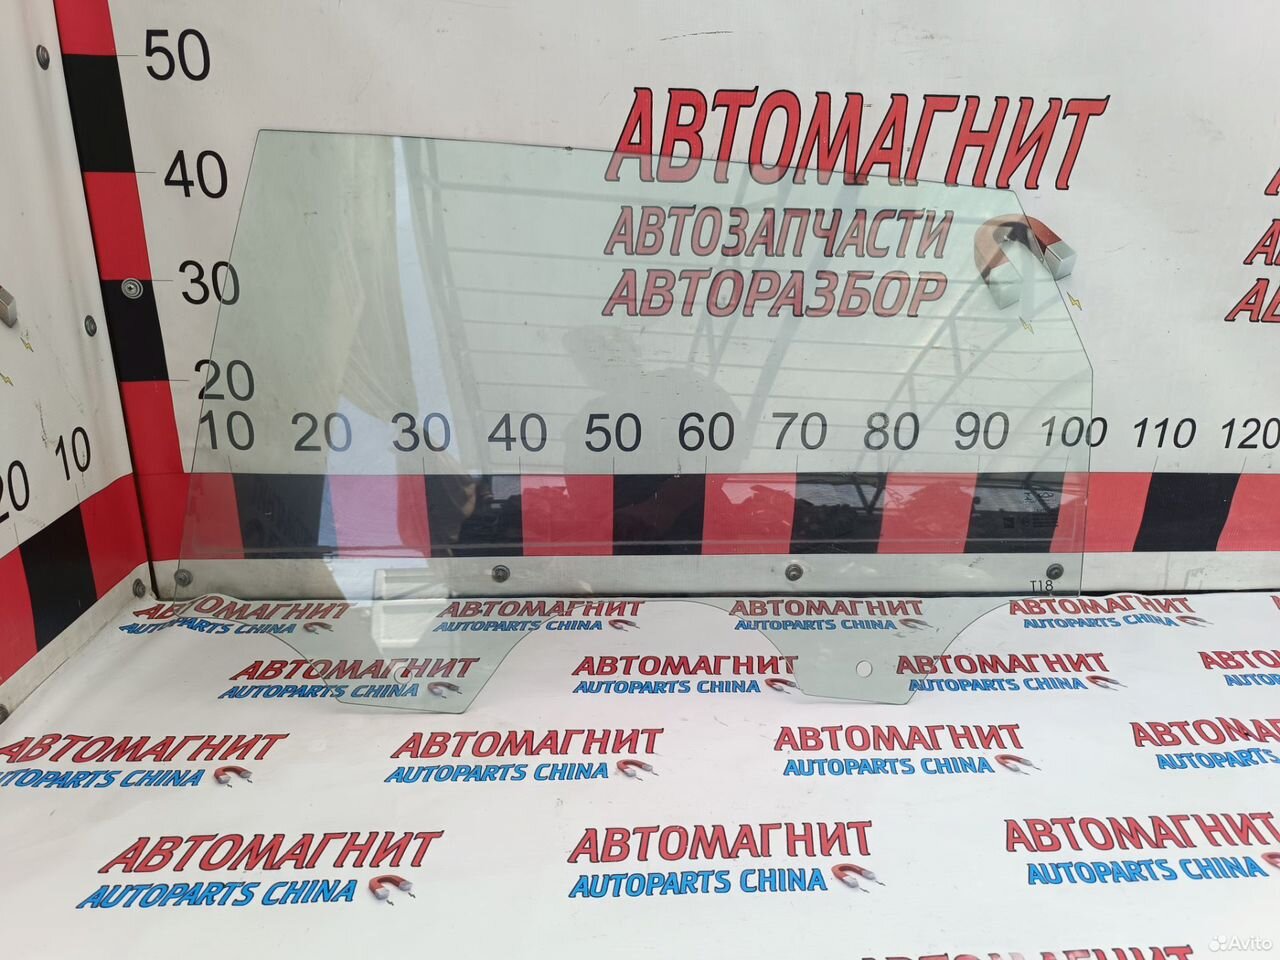 50
40
30
20
10 20 30 40 50 60 70 80 90 100 110 120
10
20
АВТОМАГНИТ
АВТОЗАПЧАСТИ
АВТОРАЗБОР
T18
АВТОМАГНИТ АВТОМАГНИТ АВТОМАГНИТ АВТОМАГНИТ
AUTOPARTS CHINA AUTOPARTS CHINA AUTOPARTS CHINA AUTOPARTS CHINA
АВТОМАГНИТ АВТОМАГНИТ АВТОМАГНИТ
AUTOPARTS CHINA AUTOPARTS CHINA AUTOPARTS CHINA
АВТОМАГНИТ АВТОМАГНИТ АВТОМАГНИТ
AUTOPARTS CHINA AUTOPARTS CHINA AUTOPARTS CHINA
АВТОМАГНИТ АВТОМАГНИТ АВТОМАГНИТ
AUTOPARTS CHINA AUTOPARTS CHINA AUTOPARTS CHINA
Avito